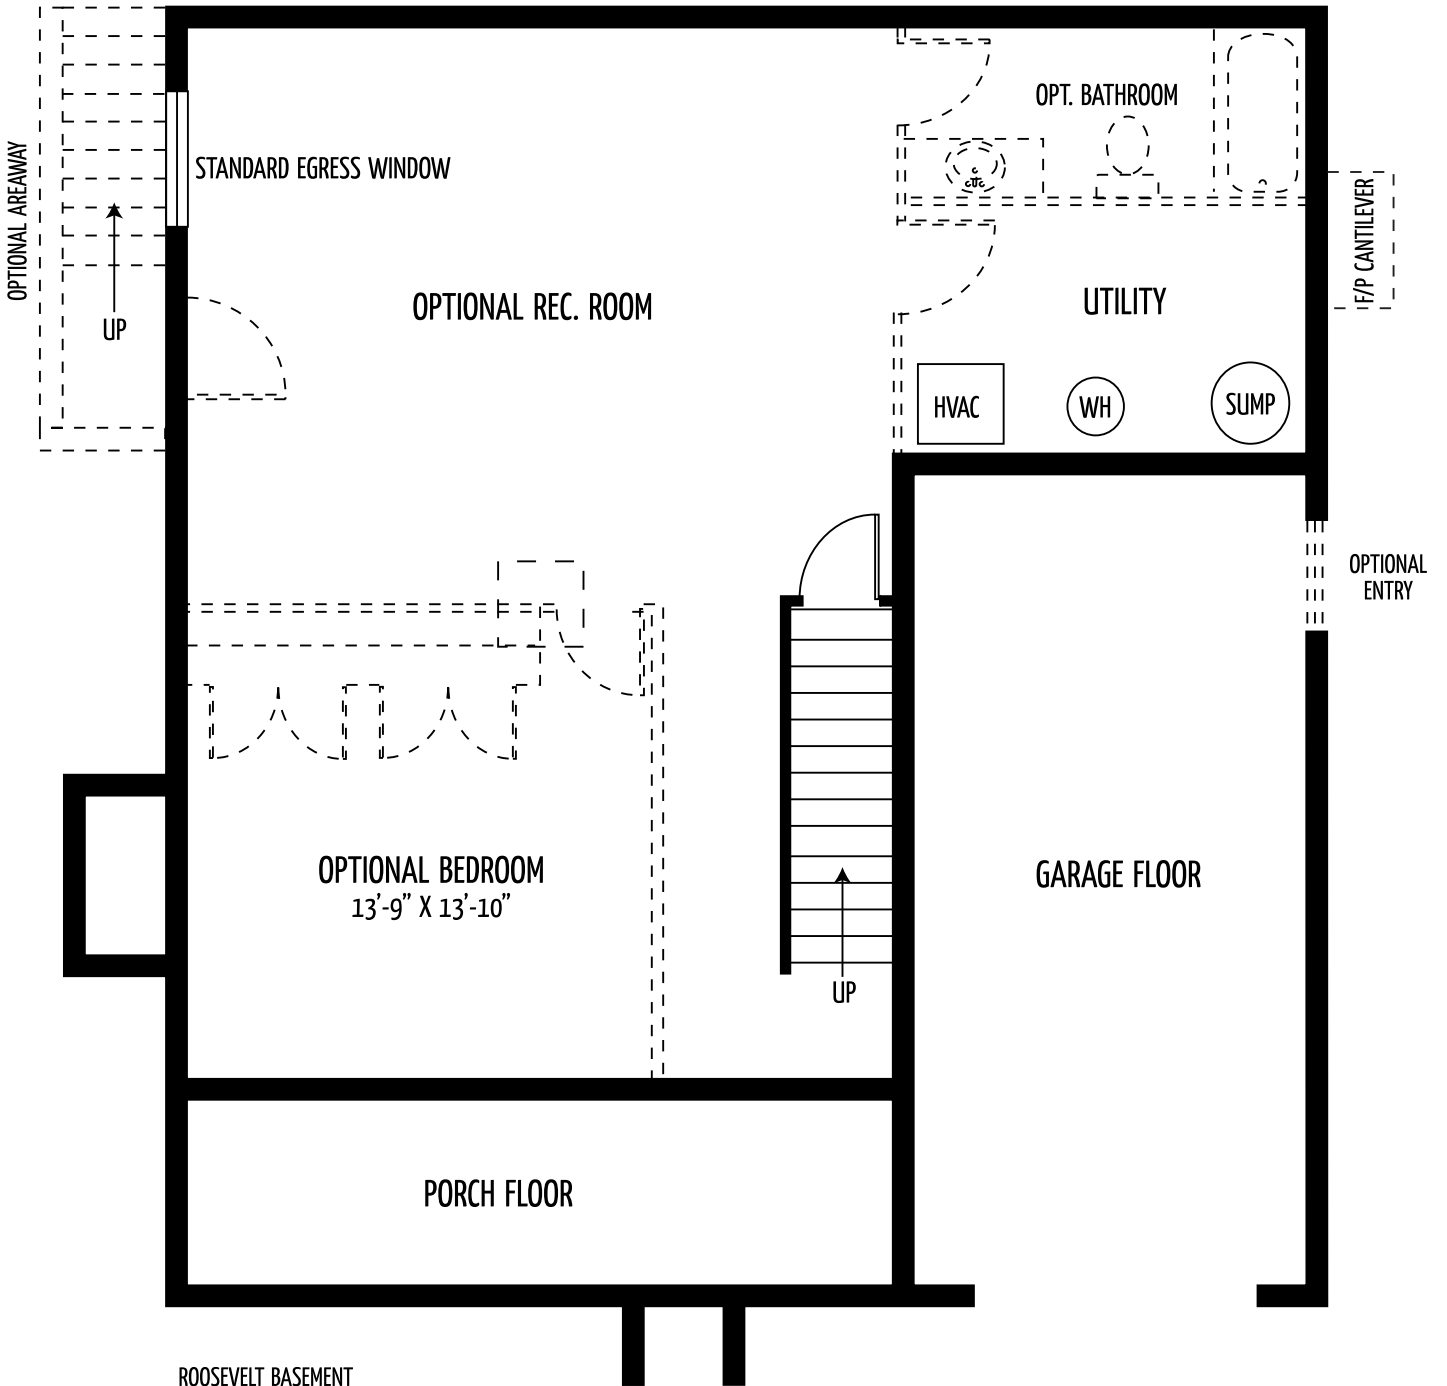 OPT. BATHROOM
STANDARD EGRESS WINDOW
OPTIONAL AREAWAY
F/P CANTILEVER
UP
OPTIONAL REC. ROOM
UTILITY
HVAC
WH
SUMP
OPTIONAL
ENTRY
OPTIONAL BEDROOM
13'-9” X 13'-10”
GARAGE FLOOR
UP
PORCH FLOOR
ROOSEVELT BASEMENT